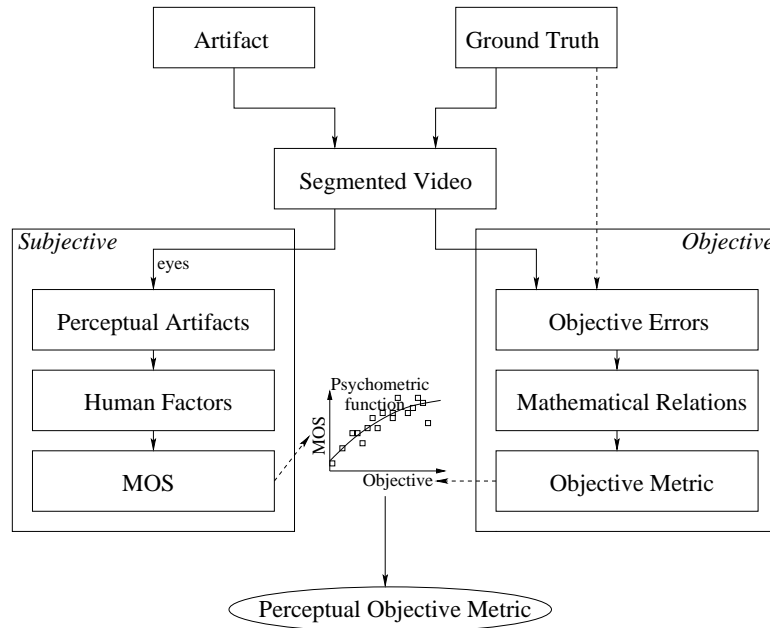 Artifact
Ground Truth
Segmented Video
Subjective
Objective
eyes
Perceptual Artifacts
Objective Errors
Psychometric
function
Human Factors
Mathematical Relations
MOS
MOS
Objective
Objective Metric
Perceptual Objective Metric